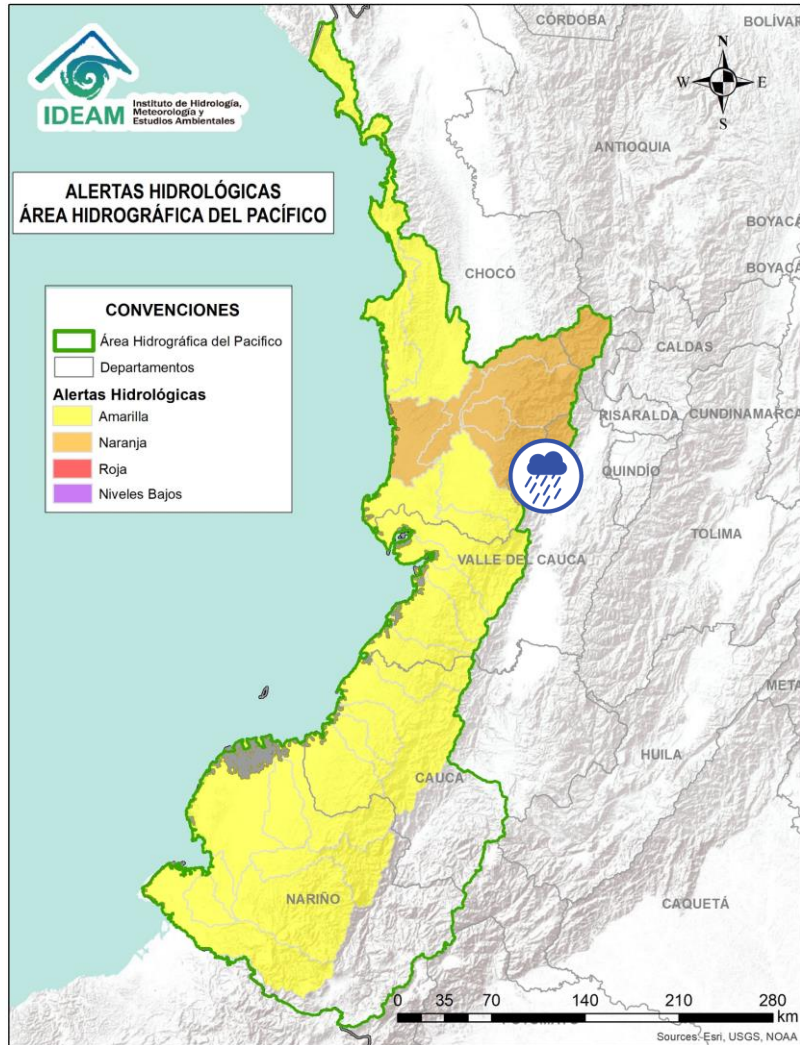 IDEAM
Instituto de Hidrología,
Meteorología y
Estudios Ambientales
ALERTAS HIDROLÓGICAS
ÁREA HIDROGRÁFICA DEL PACÍFICO
CONVENCIONES
Área Hidrográfica del Pacifico
Departamentos
Alertas Hidrológicas
Amarilla
Naranja
Roja
Niveles Bajos
N
W
E
S
CÓRDOBA
BOLÍVAR
ANTIOQUIA
BOYACÁ
BOYACÁ
CHOCÓ
CALDAS
RISARALDA
CUNDINAMARCA
QUINDÍO
TOLIMA
VALLE DEL CAUCA
META
HUILA
CAUCA
NARIÑO
CAQUETÁ
0 35 70 140 210 280
km
Sources: Esri, USGS, NOAA